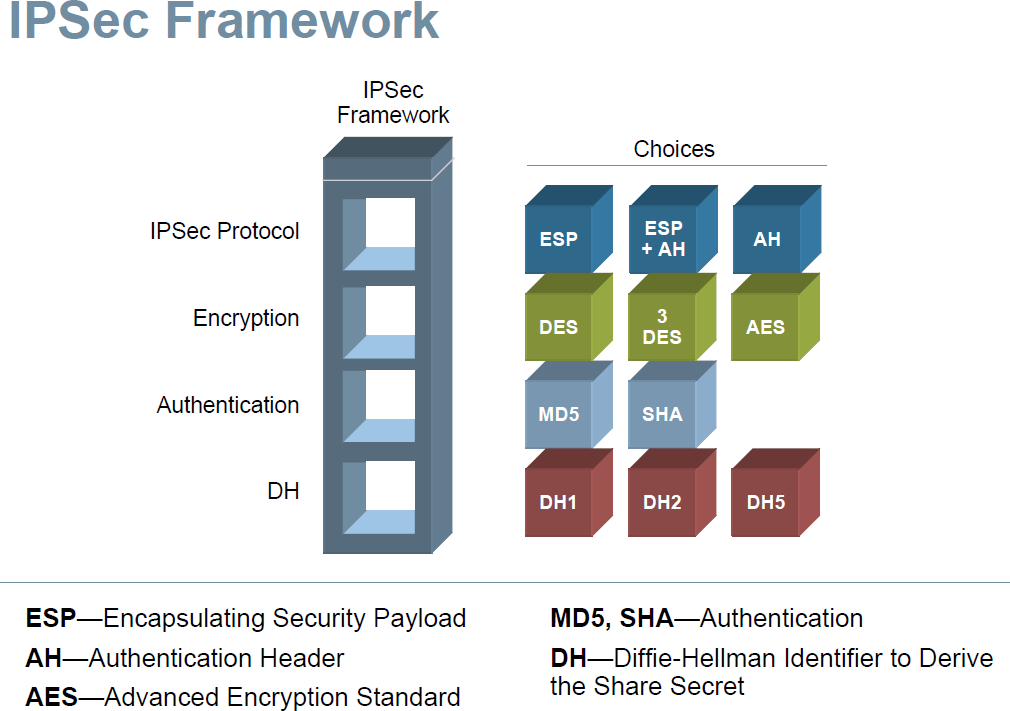 IPSec Framework
IPSec
Framework
Choices
IPSec Protocol
ESP
ESP
+ AH
AH
Encryption
DES
3
DES
AES
Authentication
MD5
SHA
DH
DH1
DH2
DH5
ESP—Encapsulating Security Payload
AH—Authentication Header
AES—Advanced Encryption Standard
MD5, SHA—Authentication
DH—Diffie-Hellman Identifier to Derive
the Share Secret